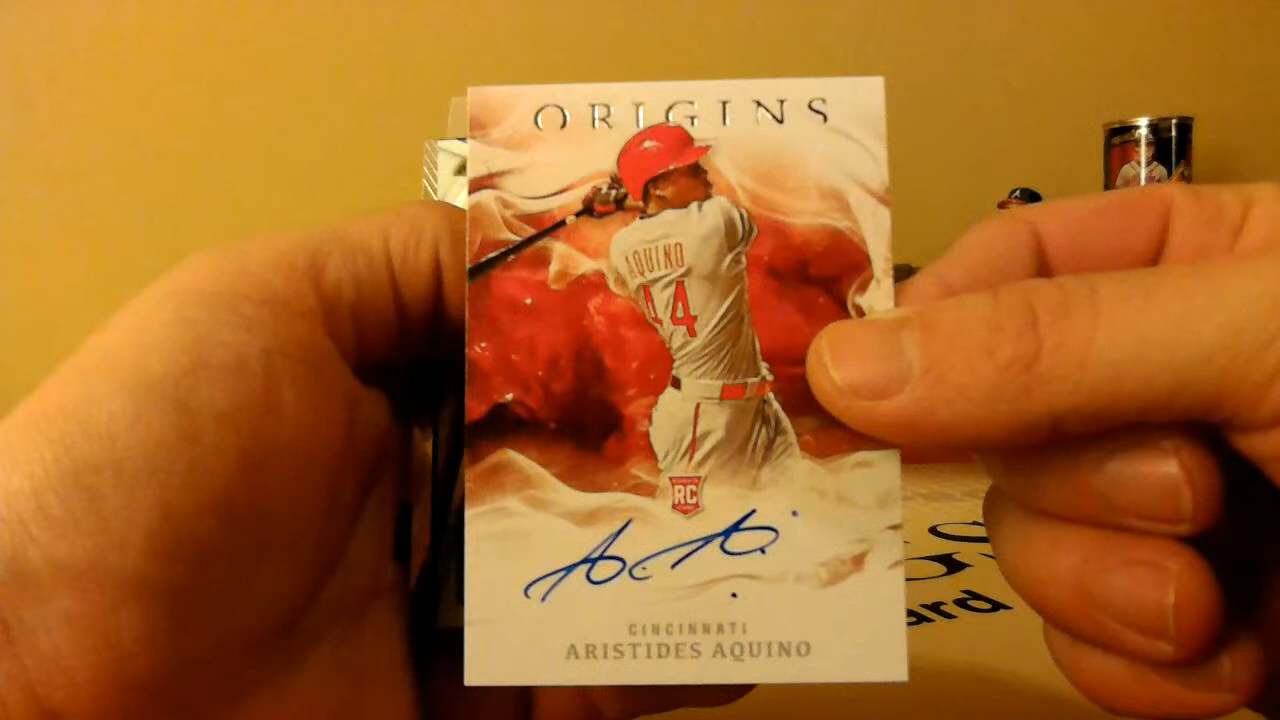 ORIGINS
AQUINO
44
RC
CINCINNATI
ARISTIDES AQUINO
ard